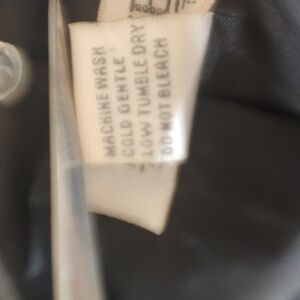 MACHINE WASH
COLD GENTLE
LOW TUMBLE DRY
DO NOT BLEACH